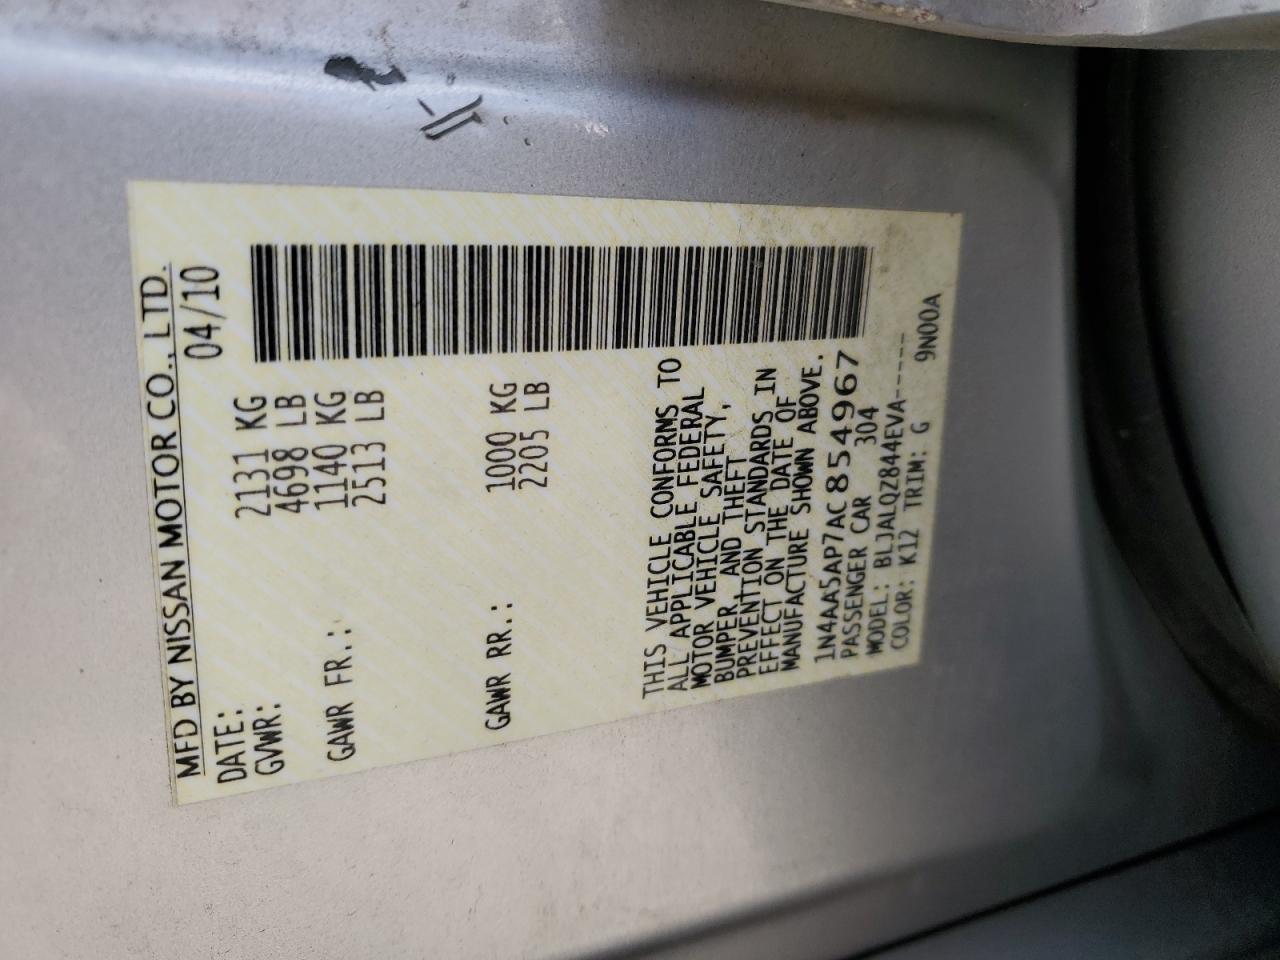 MFD BY NISSAN MOTOR CO., LTD.
DATE: 04/10
GVWR: 2131 KG
4698 LB
GAWR FR.: 1140 KG
2513 LB
GAWR RR.: 1000 KG
2205 LB
THIS VEHICLE CONFORMS TO
ALL APPLICABLE FEDERAL
MOTOR VEHICLE SAFETY,
BUMPER, AND THEFT
PREVENTION STANDARDS IN
EFFECT ON THE DATE OF
MANUFACTURE SHOWN ABOVE.
1N4AA5AP7AC854967
PASSENGER CAR 304
MODEL: BLJALQZ844EVA------
COLOR: K12 TRIM: G 9N00A